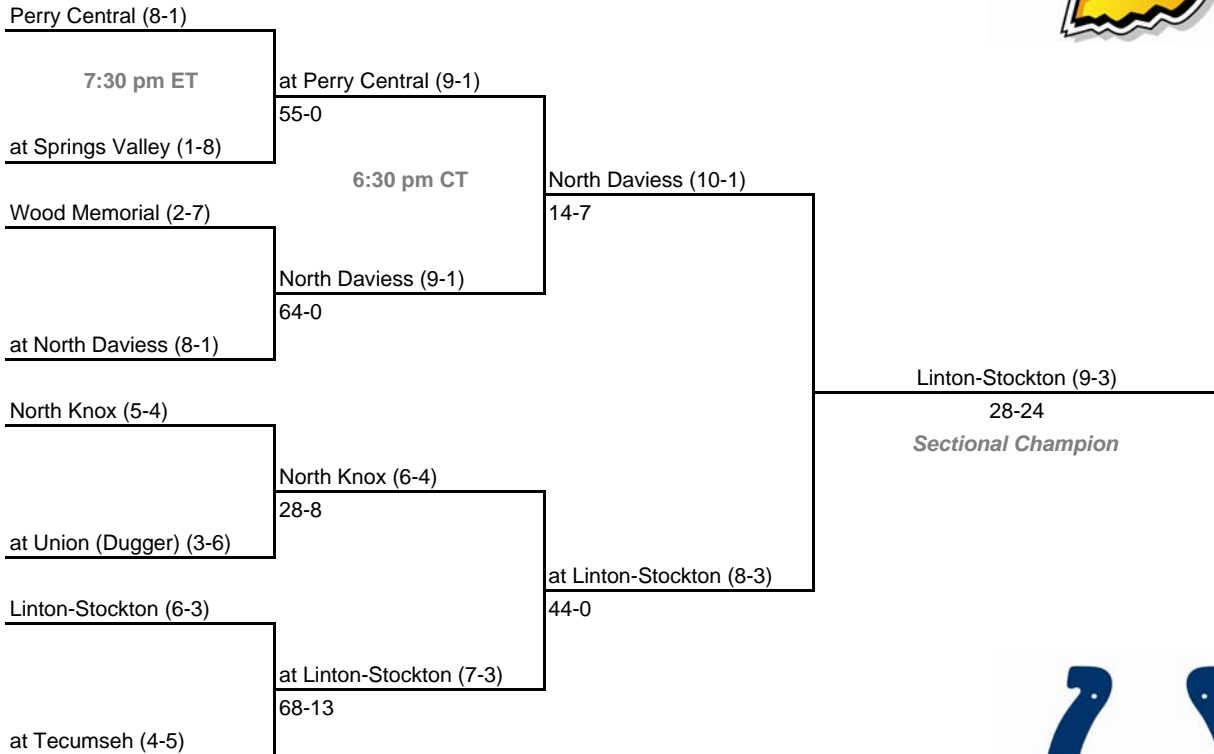 Perry Central (8-1)
7:30 pm ET
at Perry Central (9-1)
55-0
at Springs Valley (1-8)
6:30 pm CT
North Daviess (10-1)
14-7
Wood Memorial (2-7)
North Daviess (9-1)
64-0
at North Daviess (8-1)
Linton-Stockton (9-3)
28-24
Sectional Champion
North Knox (5-4)
North Knox (6-4)
28-8
at Union (Dugger) (3-6)
at Linton-Stockton (8-3)
44-0
Linton-Stockton (6-3)
at Linton-Stockton (7-3)
68-13
at Tecumseh (4-5)